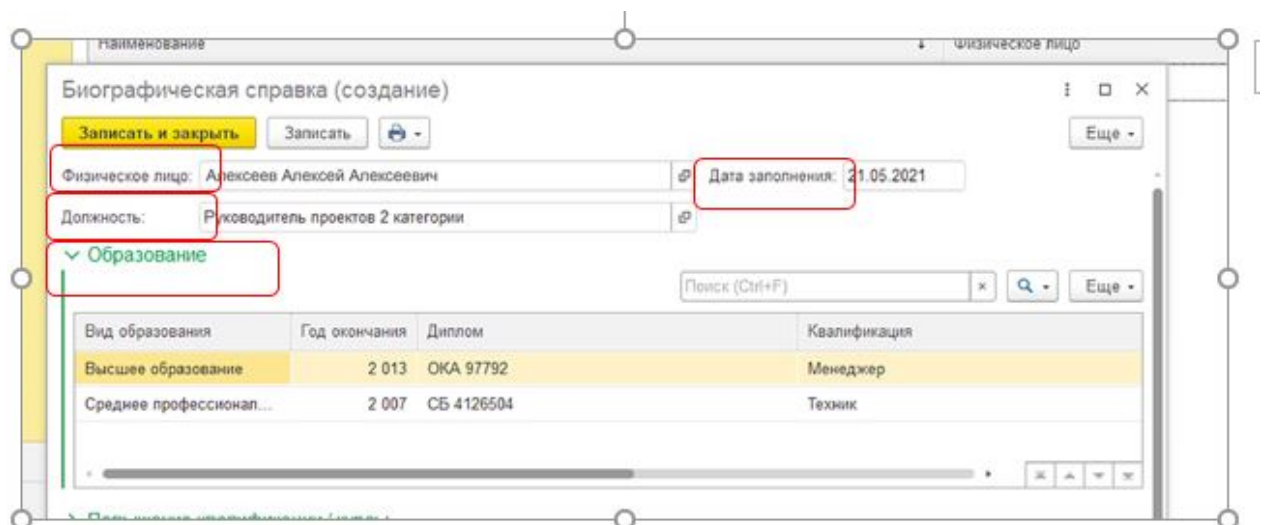 Наименование Физическое лицо
Биографическая справка (создание)
Записать и закрыть Записать Еще
Физическое лицо: Алексеев Алексей Алексеевич Дата заполнения: 21.05.2021
Должность: Руководитель проектов 2 категории
Образование
Поиск (Ctrl+F) × Еще
Вид образования Год окончания Диплом Квалификация
Высшее образование 2 013 ОКА 97792 Менеджер
Среднее профессионал... 2 007 СБ 4126504 Техник